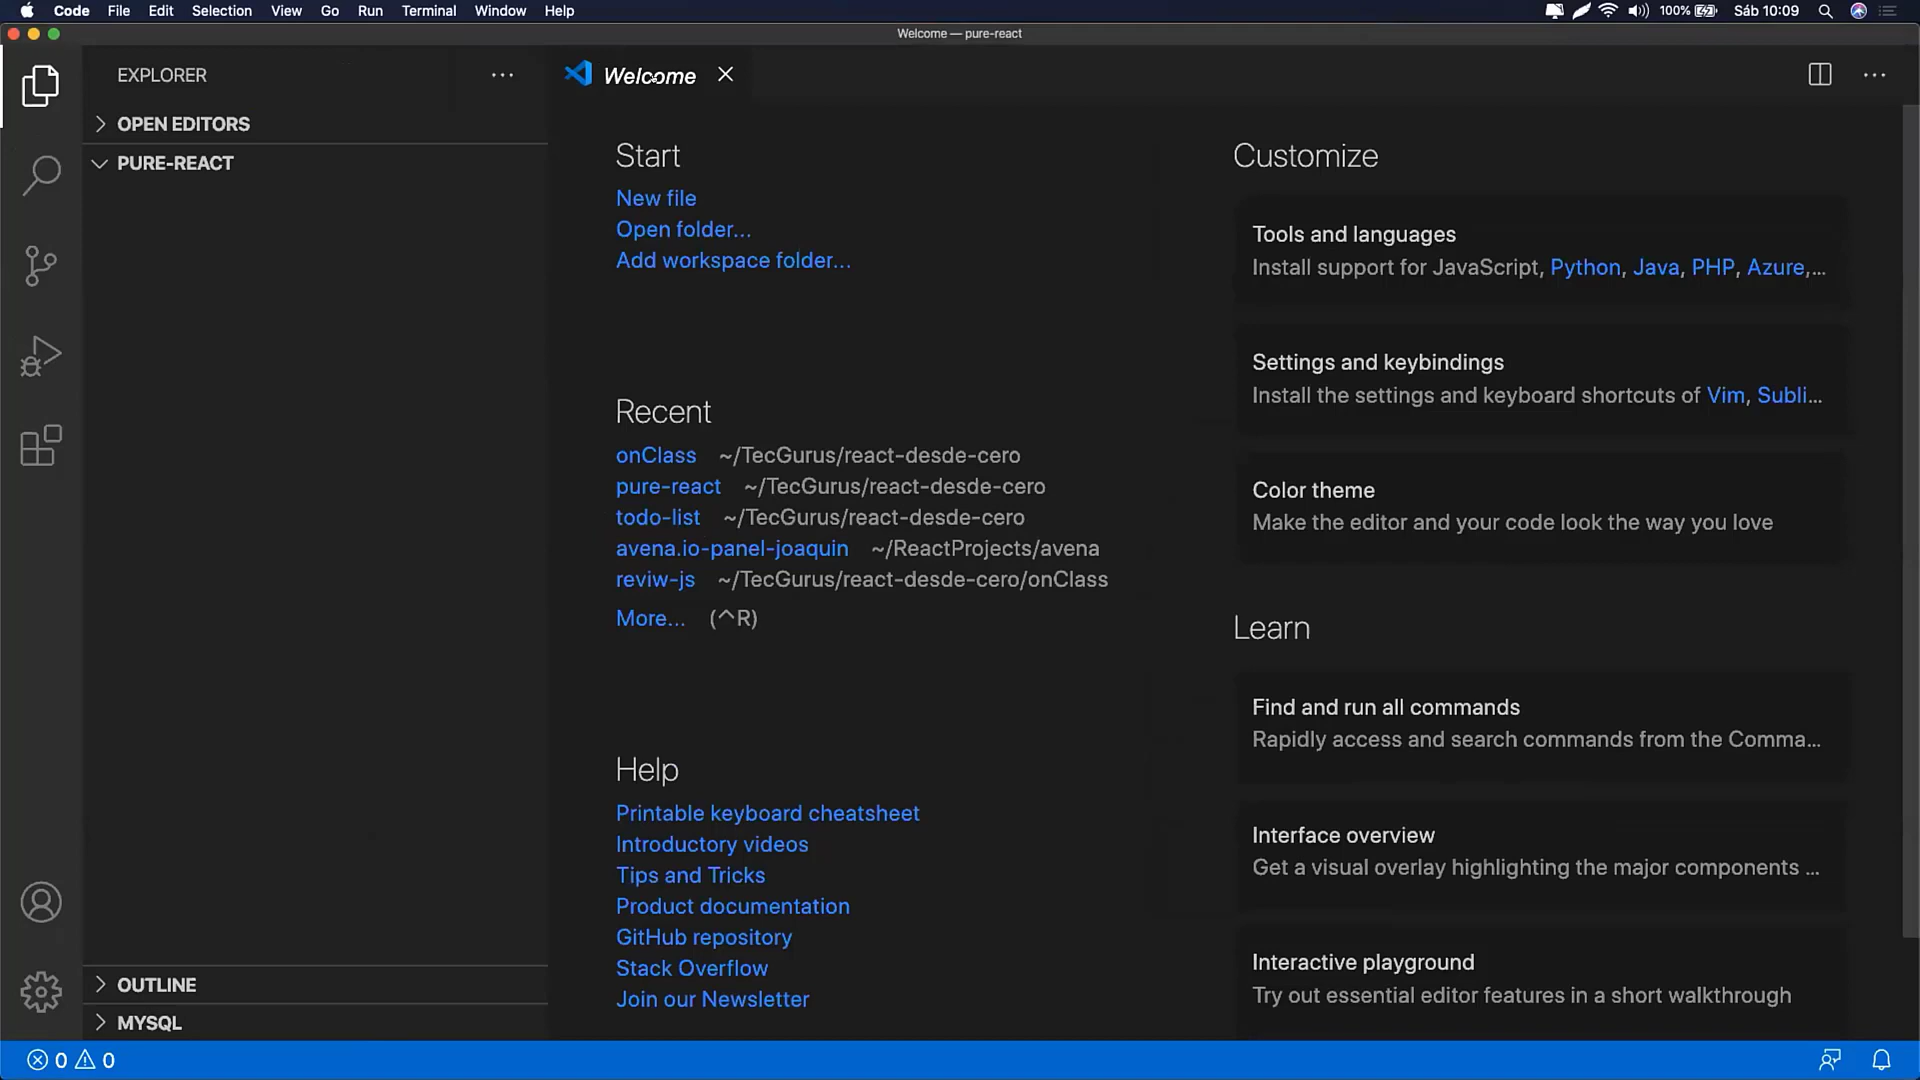 Code File Edit Selection View Go Run Terminal Window Help 100% Sáb 10:09
Welcome — pure-react
EXPLORER
OPEN EDITORS
PURE-REACT
OUTLINE
MYSQL
Welcome
Start
New file
Open folder...
Add workspace folder...
Recent
onClass ~/TecGurus/react-desde-cero
pure-react ~/TecGurus/react-desde-cero
todo-list ~/TecGurus/react-desde-cero
avena.io-panel-joaquin ~/ReactProjects/avena
reviw-js ~/TecGurus/react-desde-cero/onClass
More... (^R)
Help
Printable keyboard cheatsheet
Introductory videos
Tips and Tricks
Product documentation
GitHub repository
Stack Overflow
Join our Newsletter
Customize
Tools and languages
Install support for JavaScript, Python, Java, PHP, Azure,...
Settings and keybindings
Install the settings and keyboard shortcuts of Vim, Subli...
Color theme
Make the editor and your code look the way you love
Learn
Find and run all commands
Rapidly access and search commands from the Comma...
Interface overview
Get a visual overlay highlighting the major components ...
Interactive playground
Try out essential editor features in a short walkthrough
0 0